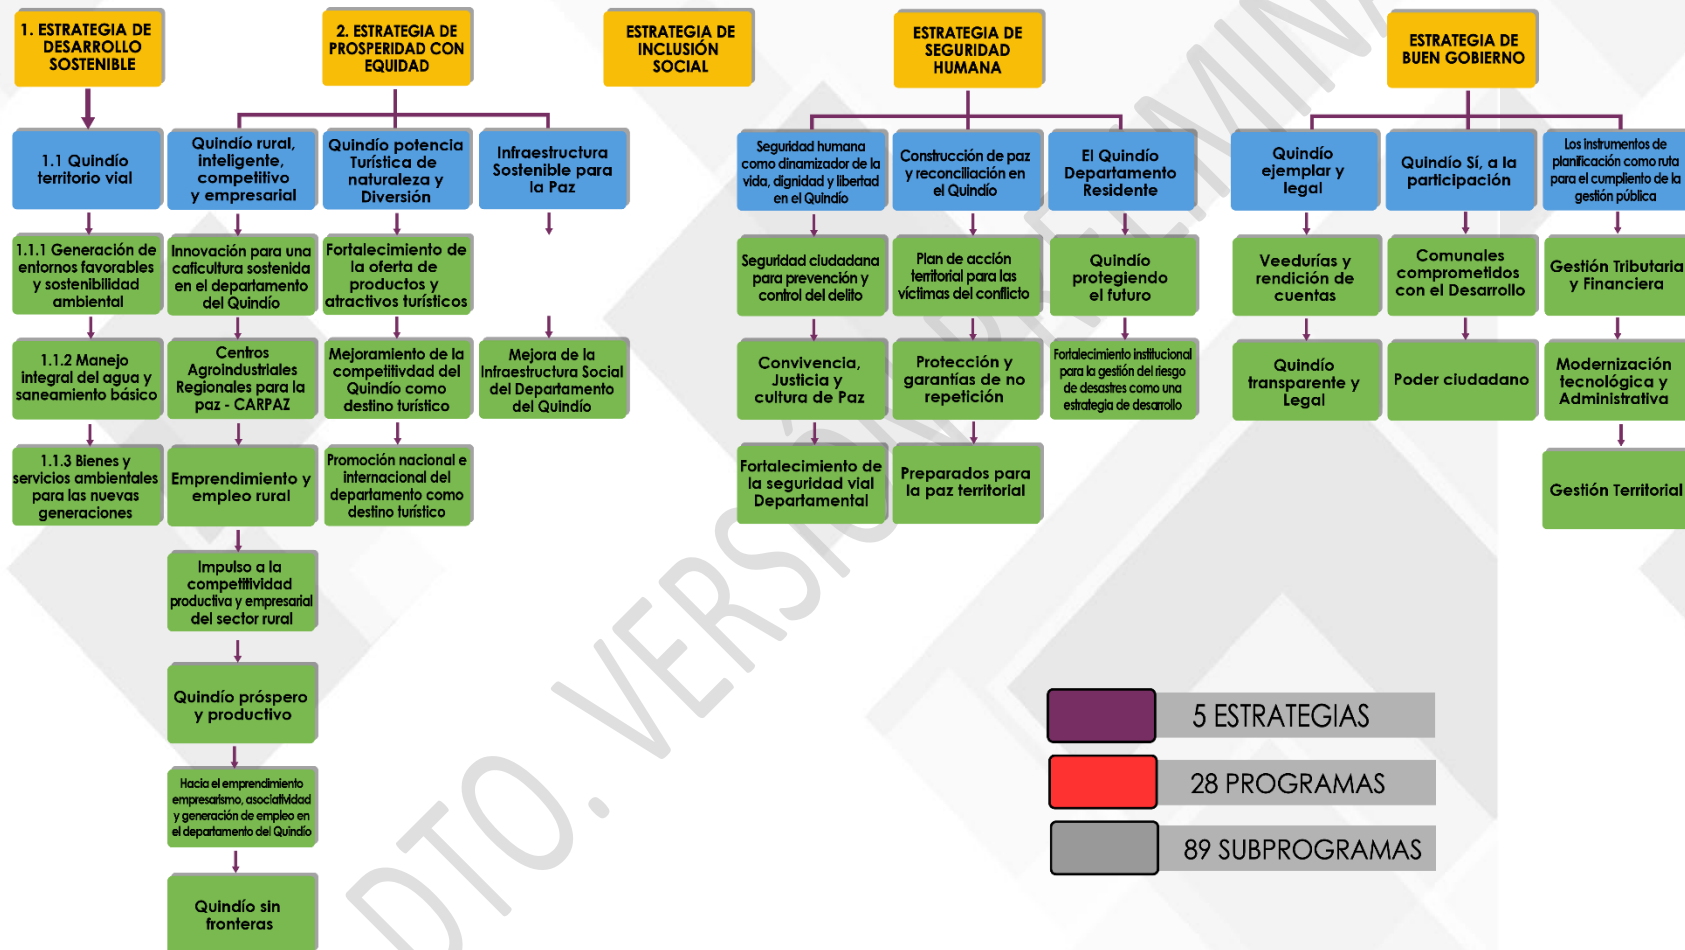 1. ESTRATEGIA DE
DESARROLLO
SOSTENIBLE
2. ESTRATEGIA DE
PROSPERIDAD CON
EQUIDAD
ESTRATEGIA DE
INCLUSIÓN
SOCIAL
ESTRATEGIA DE
SEGURIDAD
HUMANA
ESTRATEGIA DE
BUEN GOBIERNO
1.1 Quindío
territorio vial
Quindío rural,
inteligente,
competitivo
y empresarial
Quindío potencia
Turística de
naturaleza y
Diversión
Infraestructura
Sostenible para
la Paz
Seguridad humana
como dinamizador de la
vida, dignidad y libertad
en el Quindío
Construcción de paz
y reconciliación en
el Quindío
El Quindío
Departamento
Residente
Quindío
ejemplar y
legal
Quindío Sí, a la
participación
Los instrumentos de
planificación como ruta
para el cumpliento de la
gestión pública
1.1.1 Generación de
entornos favorables
y sostenibilidad
ambiental
Innovación para una
caficultura sostenida
en el departamento
del Quindío
Fortalecimiento de
la oferta de
productos y
atractivos turísticos
Seguridad ciudadana
para prevención y
control del delito
Plan de acción
territorial para las
víctimas del conflicto
Quindío
protegiendo
el futuro
Veedurías y
rendición de
cuentas
Comunales
comprometidos
con el Desarrollo
Gestión Tributaria
y Financiera
1.1.2 Manejo
integral del agua y
saneamiento básico
Centros
Agroindustriales
Regionales para la
paz - CARPAZ
Mejoramiento de la
competitivdad del
Quindío como
destino turístico
Mejora de la
Infraestructura Social
del Departamento
del Quindío
Convivencia,
Justicia y
cultura de Paz
Protección y
garantías de no
repetición
Fortalecimiento institucional
para la gestión del riesgo
de desastres como una
estrategia de desarrollo
Quindío
transparente y
Legal
Poder ciudadano
Modernización
tecnológica y
Administrativa
1.1.3 Bienes y
servicios ambientales
para las nuevas
generaciones
Emprendimiento y
empleo rural
Promoción nacional e
internacional del
departamento como
destino turístico
Fortalecimiento de
la seguridad vial
Departamental
Preparados para
la paz territorial
Gestión Territorial
Impulso a la
competitividad
productiva y empresarial
del sector rural
Quindío próspero
y productivo
Hacia el emprendimiento
empresarismo, asociatividad
y generación de empleo en
el departamento del Quindío
Quindío sin
fronteras
5 ESTRATEGIAS
28 PROGRAMAS
89 SUBPROGRAMAS
DTO. VERSIÓN PRELIMINA